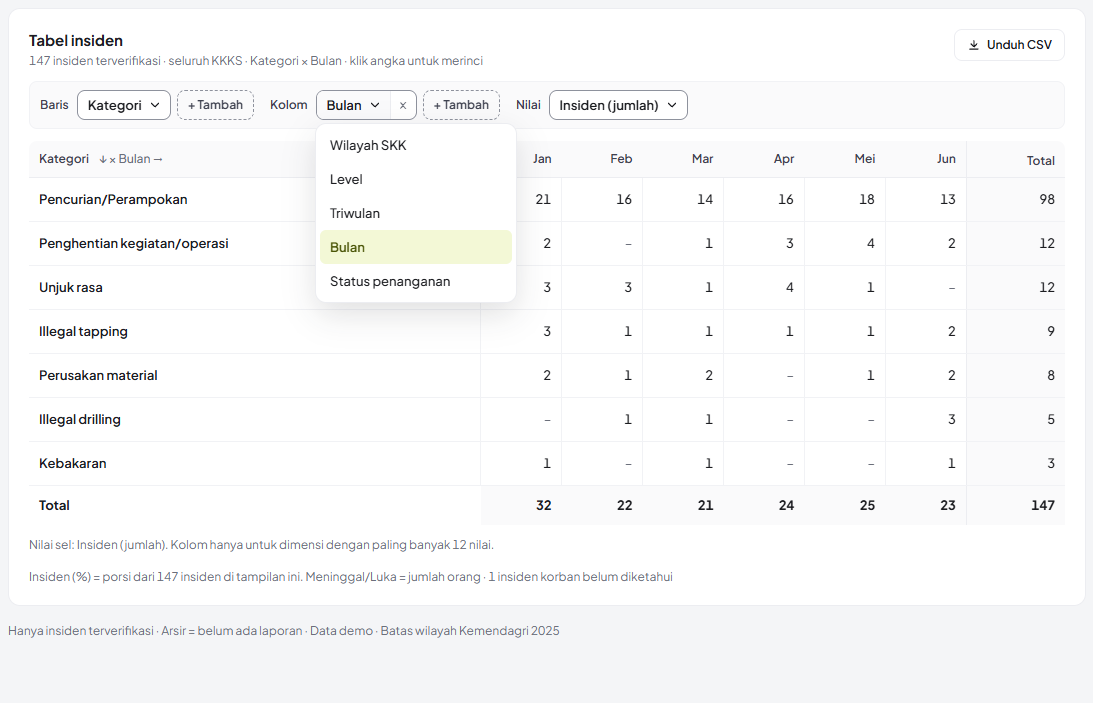 Tabel insiden
147 insiden terverifikasi · seluruh KKKS · Kategori × Bulan · klik angka untuk merinci
Unduh CSV
Baris Kategori + Tambah Kolom Bulan × + Tambah Nilai Insiden (jumlah)
Wilayah SKK
Level
Triwulan
Bulan
Status penanganan
Kategori ↓ × Bulan → Jan Feb Mar Apr Mei Jun Total
Pencurian/Perampokan 21 16 14 16 18 13 98
Penghentian kegiatan/operasi 2 – 1 3 4 2 12
Unjuk rasa 3 3 1 4 1 – 12
Illegal tapping 3 1 1 1 1 2 9
Perusakan material 2 1 2 – 1 2 8
Illegal drilling – 1 1 – – 3 5
Kebakaran 1 – 1 – – 1 3
Total 32 22 21 24 25 23 147
Nilai sel: Insiden (jumlah). Kolom hanya untuk dimensi dengan paling banyak 12 nilai.
Insiden (%) = porsi dari 147 insiden di tampilan ini. Meninggal/Luka = jumlah orang · 1 insiden korban belum diketahui
Hanya insiden terverifikasi · Arsir = belum ada laporan · Data demo · Batas wilayah Kemendagri 2025